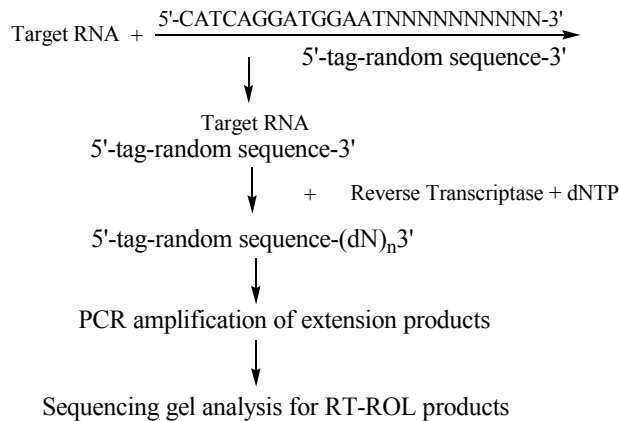 5'-CATCAGGATGGAATNNNNNNNNNN-3'
Target RNA +
5'-tag-random sequence-3'
Target RNA
5'-tag-random sequence-3'
+ Reverse Transcriptase + dNTP
5'-tag-random sequence-(dN)n3'
PCR amplification of extension products
Sequencing gel analysis for RT-ROL products